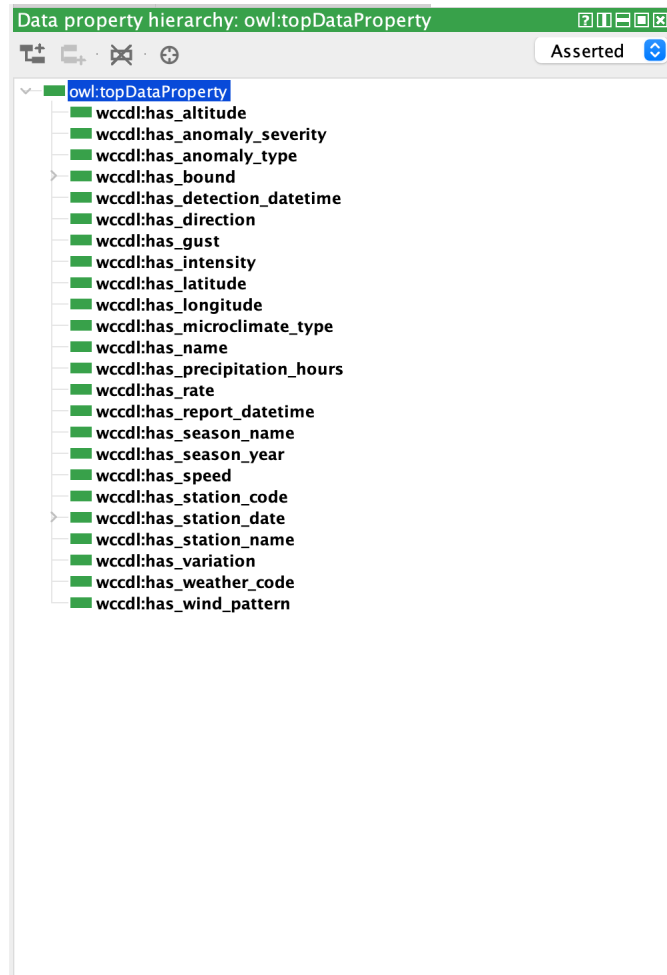 Data property hierarchy: owl:topDataProperty
Asserted
owl:topDataProperty
wccdl:has_altitude
wccdl:has_anomaly_severity
wccdl:has_anomaly_type
wccdl:has_bound
wccdl:has_detection_datetime
wccdl:has_direction
wccdl:has_gust
wccdl:has_intensity
wccdl:has_latitude
wccdl:has_longitude
wccdl:has_microclimate_type
wccdl:has_name
wccdl:has_precipitation_hours
wccdl:has_rate
wccdl:has_report_datetime
wccdl:has_season_name
wccdl:has_season_year
wccdl:has_speed
wccdl:has_station_code
wccdl:has_station_date
wccdl:has_station_name
wccdl:has_variation
wccdl:has_weather_code
wccdl:has_wind_pattern